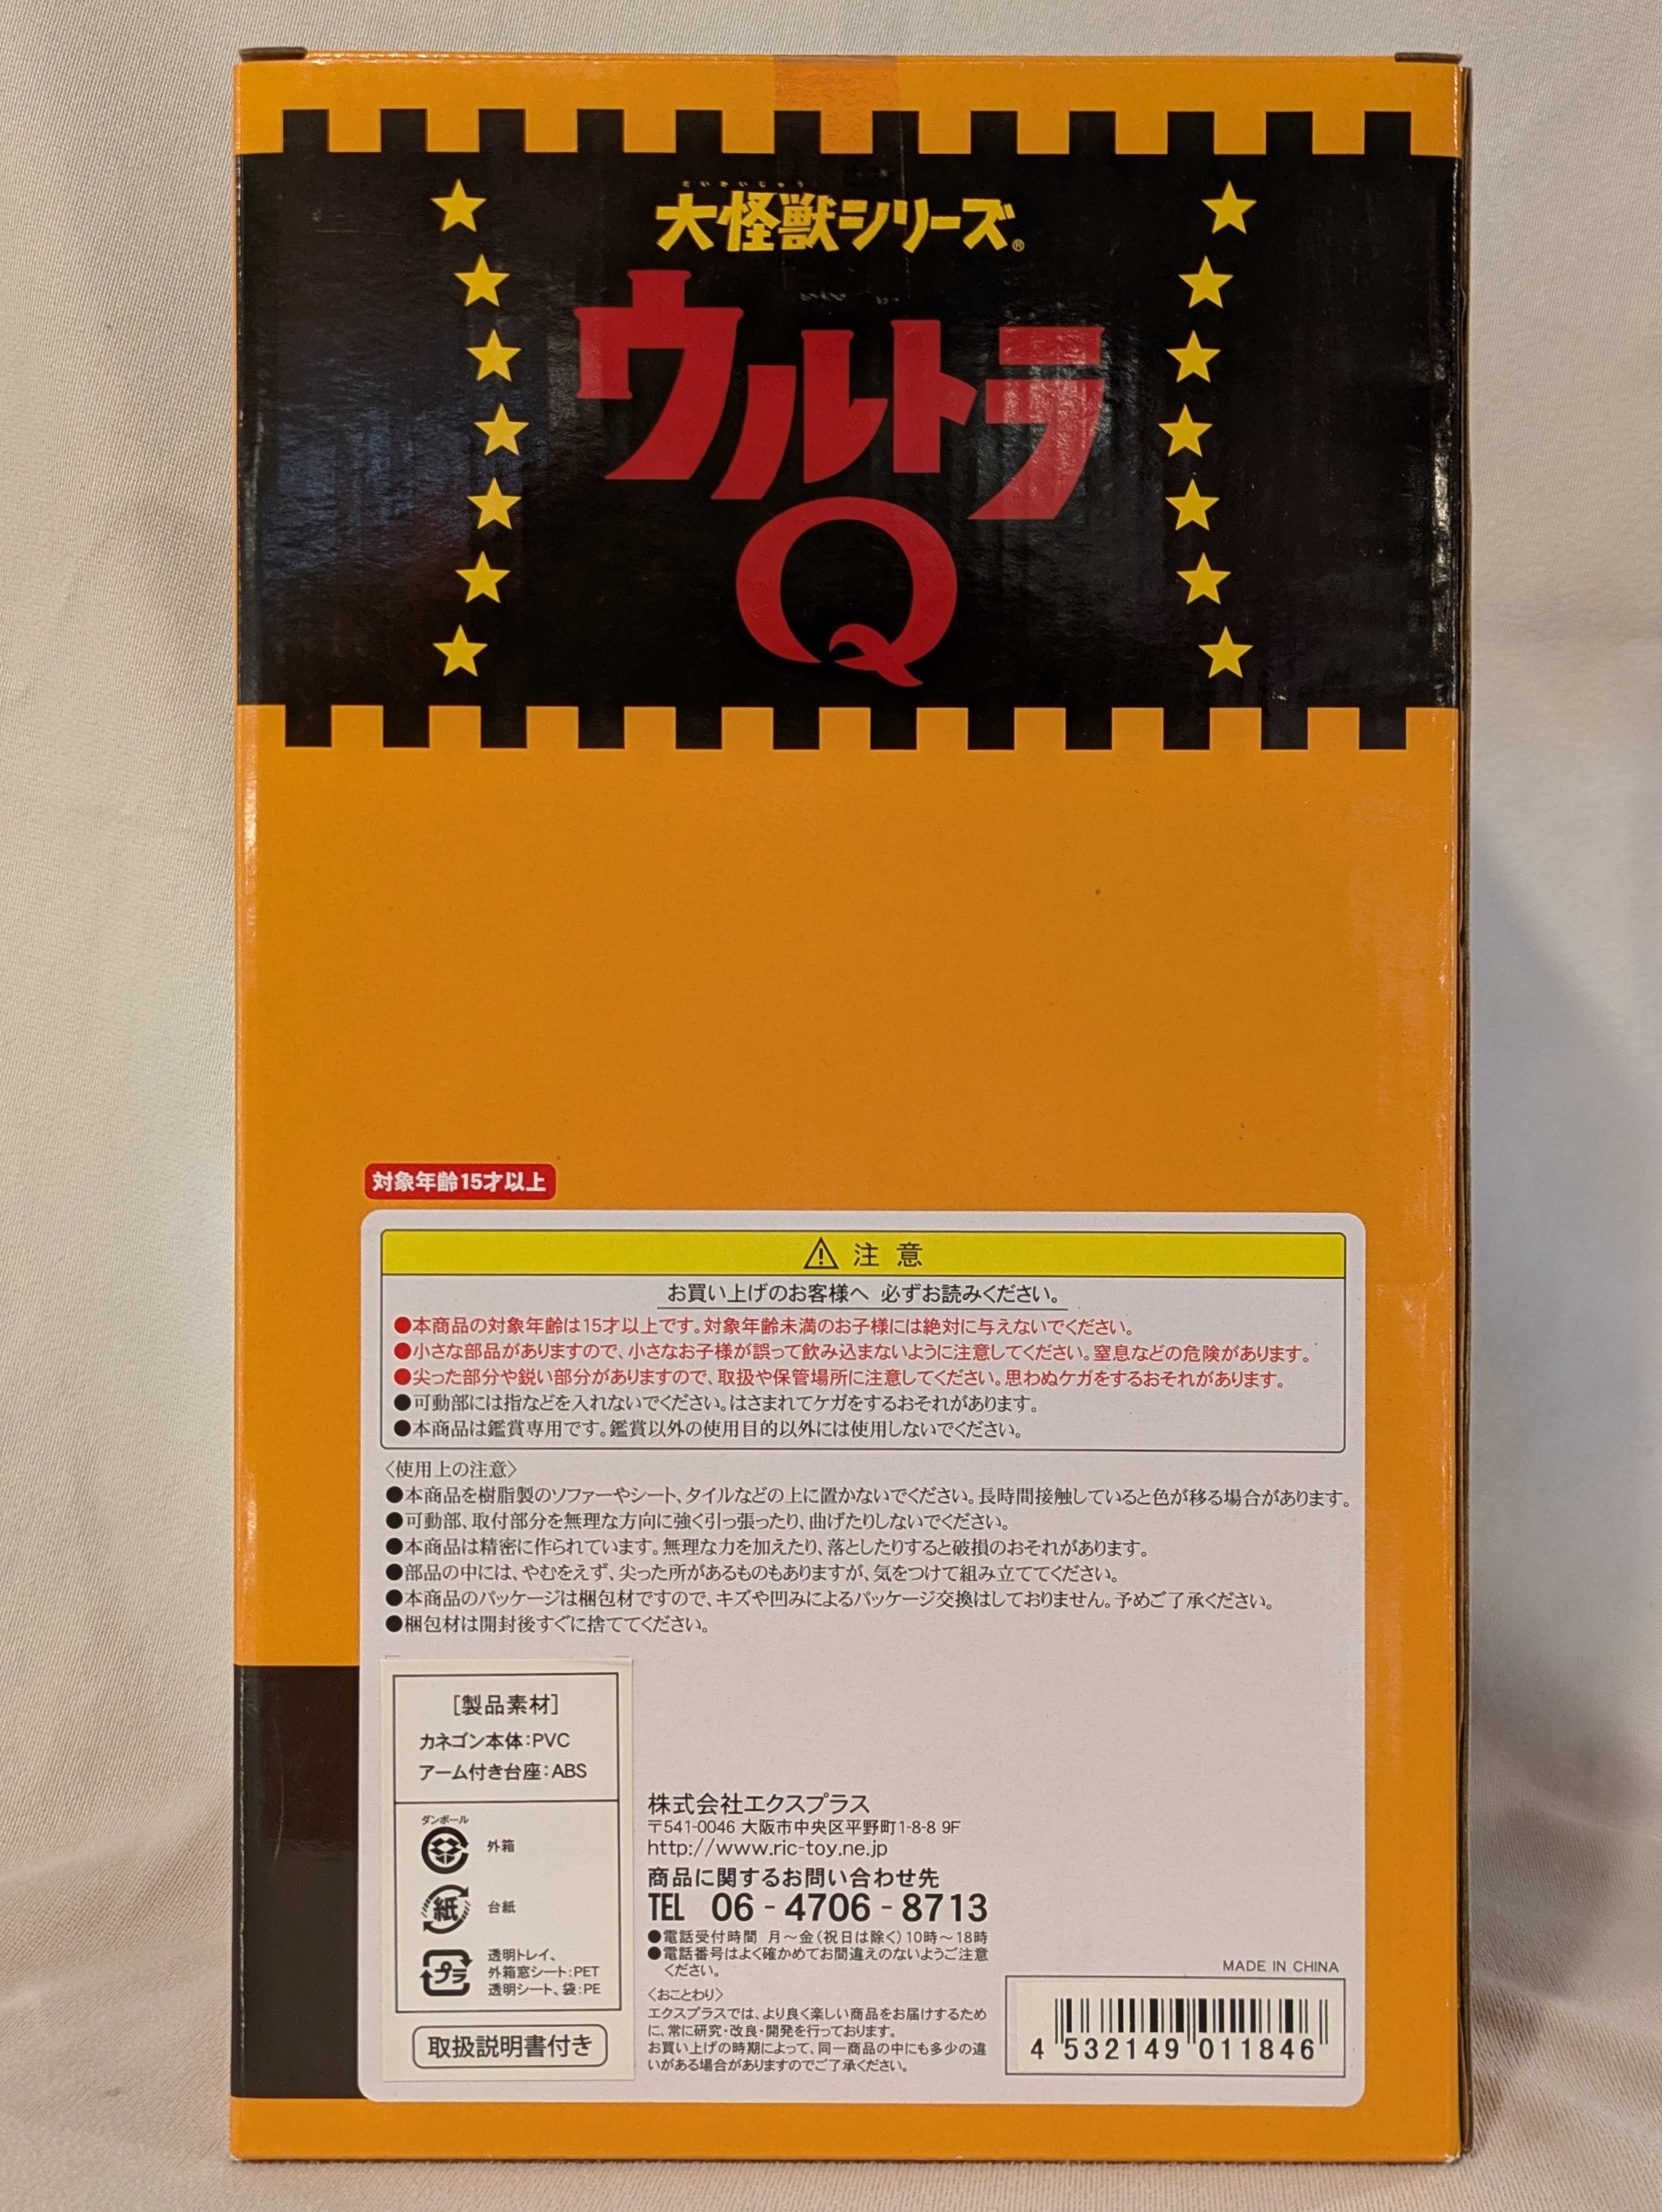 だいかいじゅう
大怪獣シリーズ®
ウルトラ
Q
対象年齢15才以上
⚠ 注意
お買い上げのお客様へ 必ずお読みください。
●本商品の対象年齢は15才以上です。対象年齢未満のお子様には絶対に与えないでください。
●小さな部品がありますので、小さなお子様が誤って飲み込まないように注意してください。窒息などの危険があります。
●尖った部分や鋭い部分がありますので、取扱や保管場所に注意してください。思わぬケガをするおそれがあります。
●可動部には指などを入れないでください。はさまれてケガをするおそれがあります。
●本商品は鑑賞専用です。鑑賞以外の使用目的以外には使用しないでください。
〈使用上の注意〉
●本商品を樹脂製のソファーやシート、タイルなどの上に置かないでください。長時間接触していると色が移る場合があります。
●可動部、取付部分を無理な方向に強く引っ張ったり、曲げたりしないでください。
●本商品は精密に作られています。無理な力を加えたり、落としたりすると破損のおそれがあります。
●部品の中には、やむをえず、尖った所があるものもありますが、気をつけて組み立ててください。
●本商品のパッケージは梱包材ですので、キズや凹みによるパッケージ交換はしておりません。予めご了承ください。
●梱包材は開封後すぐに捨ててください。
[製品素材]
カネゴン本体:PVC
アーム付き台座:ABS
ダンボール
外箱
紙 台紙
プラ
透明トレイ、
外箱窓シート:PET
透明シート、袋:PE
取扱説明書付き
株式会社エクスプラス
〒541-0046 大阪市中央区平野町1-8-8 9F
http://www.ric-toy.ne.jp
商品に関するお問い合わせ先
TEL 06-4706-8713
●電話受付時間 月～金(祝日は除く)10時～18時
●電話番号はよく確かめてお間違えのないようご注意
ください。
〈おことわり〉
エクスプラスでは、より良く楽しい商品をお届けするため
に、常に研究・改良・開発を行っております。
お買い上げの時期によって、同一商品の中にも多少の違
いがある場合がありますのでご了承ください。
MADE IN CHINA
4 532149 011846